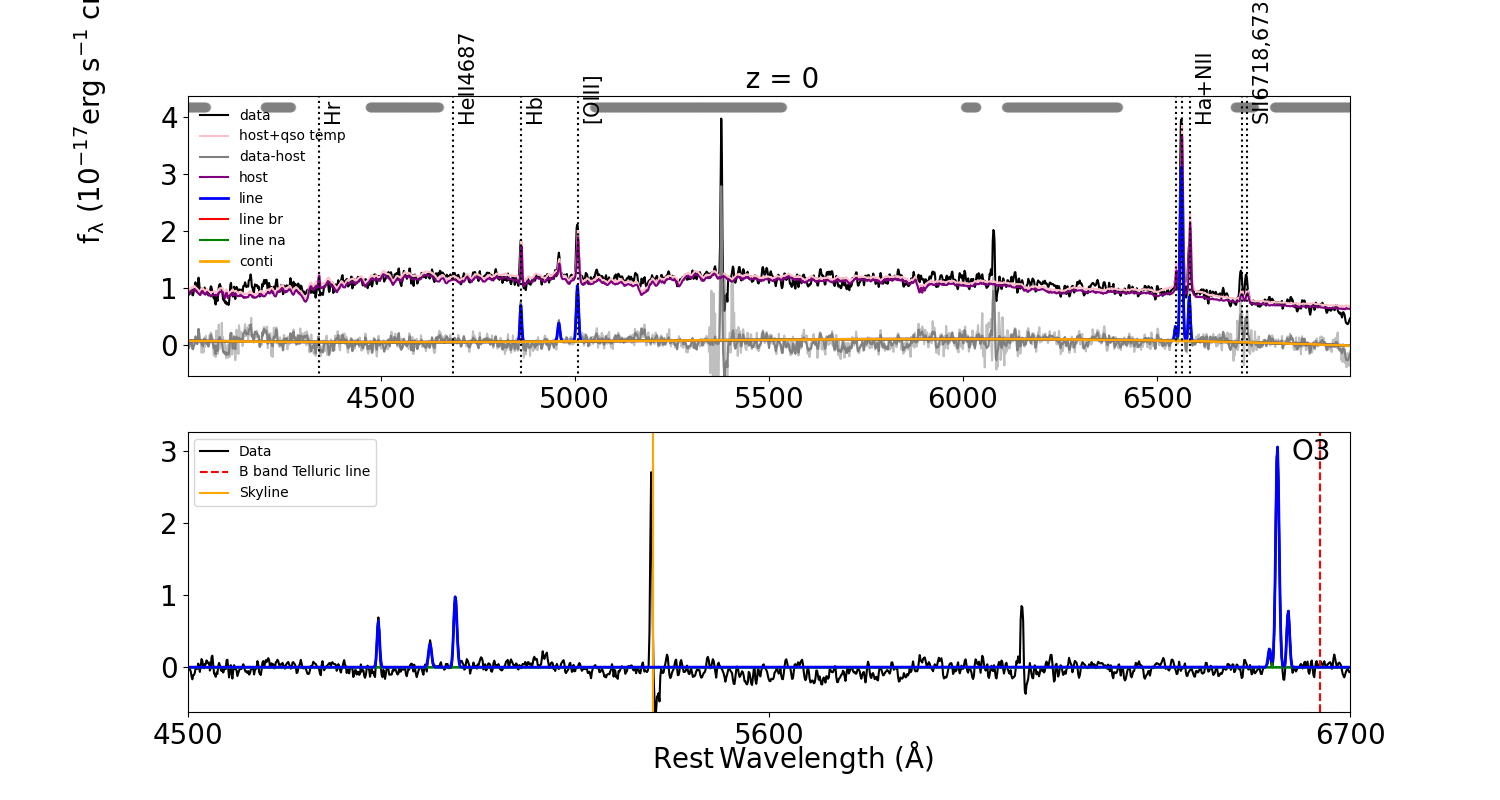 z = 0
f_λ (10^−17 erg s^−1
Hr
HeII4687
Hb
[OIII]
Ha+NII
SII6718,673
data
host+qso temp
data-host
host
line
line br
line na
conti
4
3
2
1
0
4500 5000 5500 6000 6500
Data
B band Telluric line
Skyline
O3
3
2
1
0
4500 5600 6700
Rest Wavelength (Å)